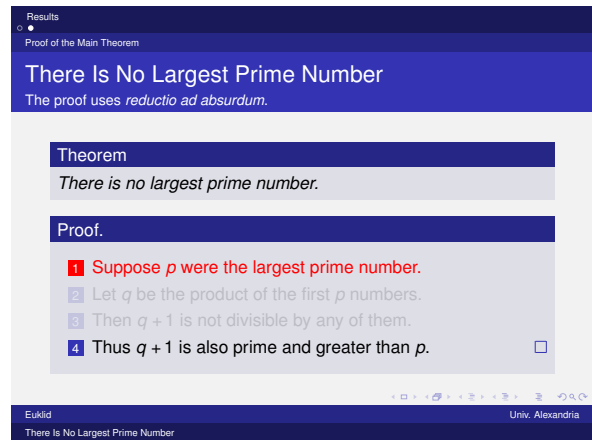 Results
Proof of the Main Theorem
There Is No Largest Prime Number
The proof uses reductio ad absurdum.
Theorem
There is no largest prime number.
Proof.
1 Suppose p were the largest prime number.
2 Let q be the product of the first p numbers.
3 Then q + 1 is not divisible by any of them.
4 Thus q + 1 is also prime and greater than p.
Euklid Univ. Alexandria
There Is No Largest Prime Number